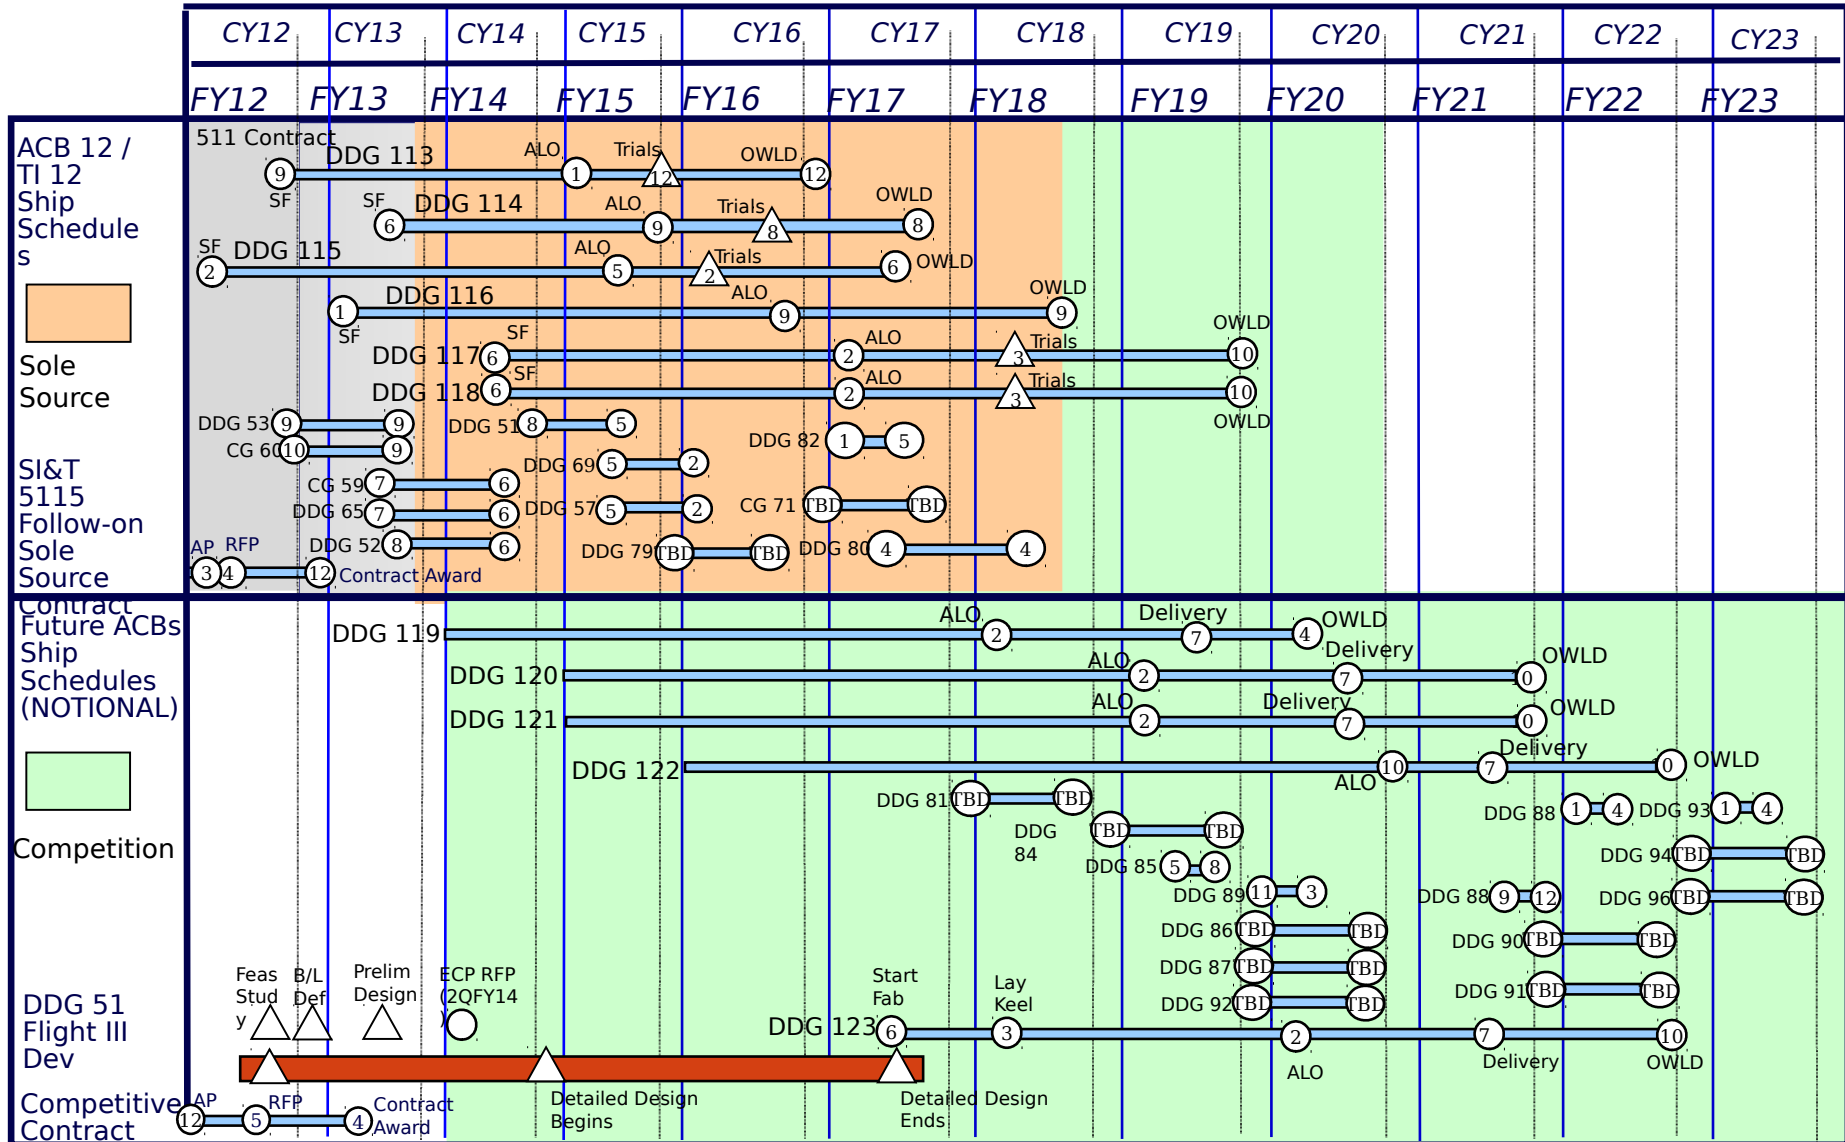 CY12 CY13 CY14 CY15 CY16 CY17 CY18 CY19 CY20 CY21 CY22 CY23
FY12 FY13 FY14 FY15 FY16 FY17 FY18 FY19 FY20 FY21 FY22 FY23
ACB 12 /
TI 12
Ship
Schedule
s
Sole
Source
SI&T
5115
Follow-on
Sole
Source
Contract
511 Contract
9 SF DDG 113 ALO 1 Trials 12 OWLD 12
SF 6 DDG 114 ALO 9 Trials 8 OWLD 8
SF 2 DDG 115 ALO 5 Trials 2 6 OWLD
1 SF DDG 116 ALO 9 OWLD 9
DDG 117 6 SF 2 ALO 3 Trials OWLD 10
DDG 118 6 SF 2 ALO 3 Trials 10 OWLD
DDG 53 9 9 DDG 51 8 5 DDG 82 1 5
CG 60 10 9 DDG 69 5 2
CG 59 7 6 CG 71 TBD TBD
DDG 65 7 6 DDG 57 5 2
DDG 52 8 6 DDG 79 TBD TBD DDG 80 4 4
AP RFP
3 4 12 Contract Award
Future ACBs
Ship
Schedules
(NOTIONAL)
Competition
DDG 119 ALO 2 Delivery 7 4 OWLD
DDG 120 ALO 2 Delivery 7 0 OWLD
DDG 121 ALO 2 Delivery 7 0 OWLD
DDG 122 ALO 10 Delivery 7 0 OWLD
DDG 81 TBD TBD DDG 88 1 4 DDG 93 1 4
DDG
84 TBD TBD DDG 94 TBD TBD
DDG 85 5 8
DDG 89 11 3 DDG 88 9 12 DDG 96 TBD TBD
DDG 86 TBD TBD DDG 90 TBD TBD
DDG 87 TBD TBD
DDG 92 TBD TBD DDG 91 TBD TBD
DDG 51
Flight III
Dev
Feas
Stud
y
B/L
Def
Prelim
Design
ECP RFP
(2QFY14
)
Start
Fab
Lay
Keel
DDG 123 6 3 2 ALO 7 Delivery 10 OWLD
Detailed Design
Begins
Detailed Design
Ends
Competitive
Contract
12 AP 5 RFP 4 Contract
Award